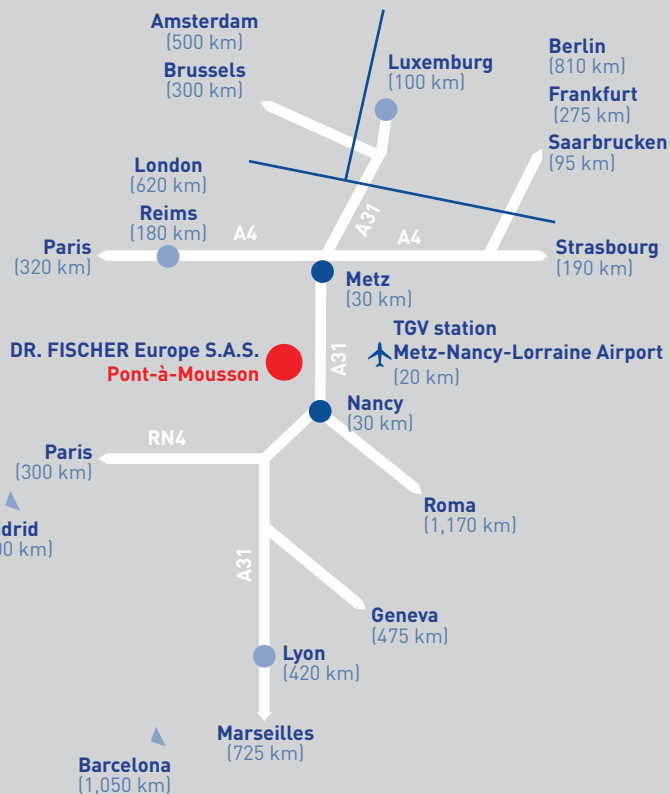 Amsterdam
(500 km)
Brussels
(300 km)
Luxemburg
(100 km)
Berlin
(810 km)
Frankfurt
(275 km)
Saarbrucken
(95 km)
London
(620 km)
Reims
(180 km)
A4
A31
A4
Paris
(320 km)
Strasbourg
(190 km)
Metz
(30 km)
DR. FISCHER Europe S.A.S.
Pont-à-Mousson
A31
TGV station
Metz-Nancy-Lorraine Airport
(20 km)
Nancy
(30 km)
RN4
Paris
(300 km)
Roma
(1,170 km)
A31
Geneva
(475 km)
Lyon
(420 km)
Marseilles
(725 km)
Barcelona
(1,050 km)